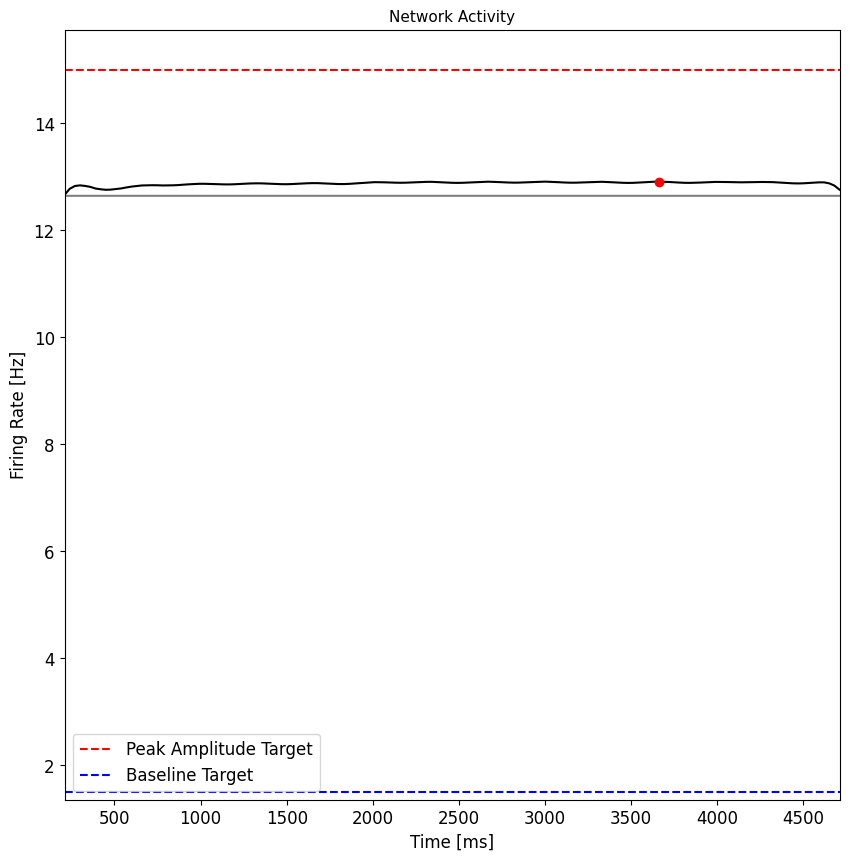 Network Activity
14
12
10
8
6
4
2
Firing Rate [Hz]
Peak Amplitude Target
Baseline Target
500 1000 1500 2000 2500 3000 3500 4000 4500
Time [ms]